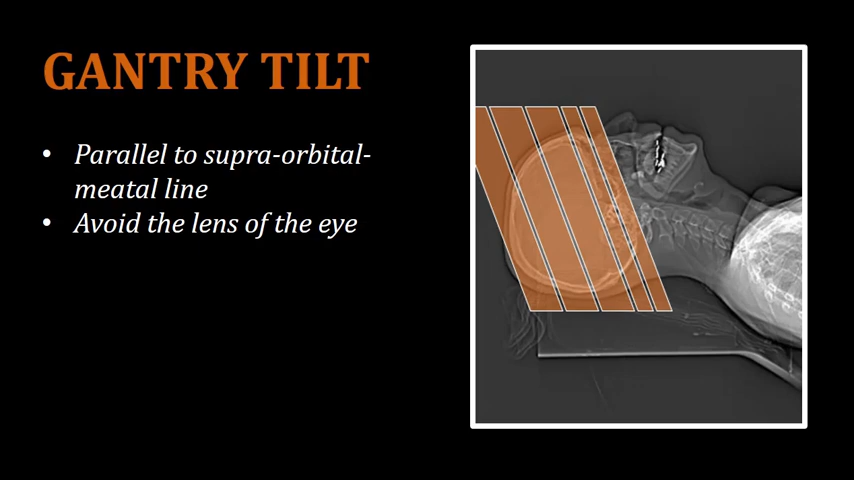 GANTRY TILT
• Parallel to supra-orbital-
meatal line
• Avoid the lens of the eye